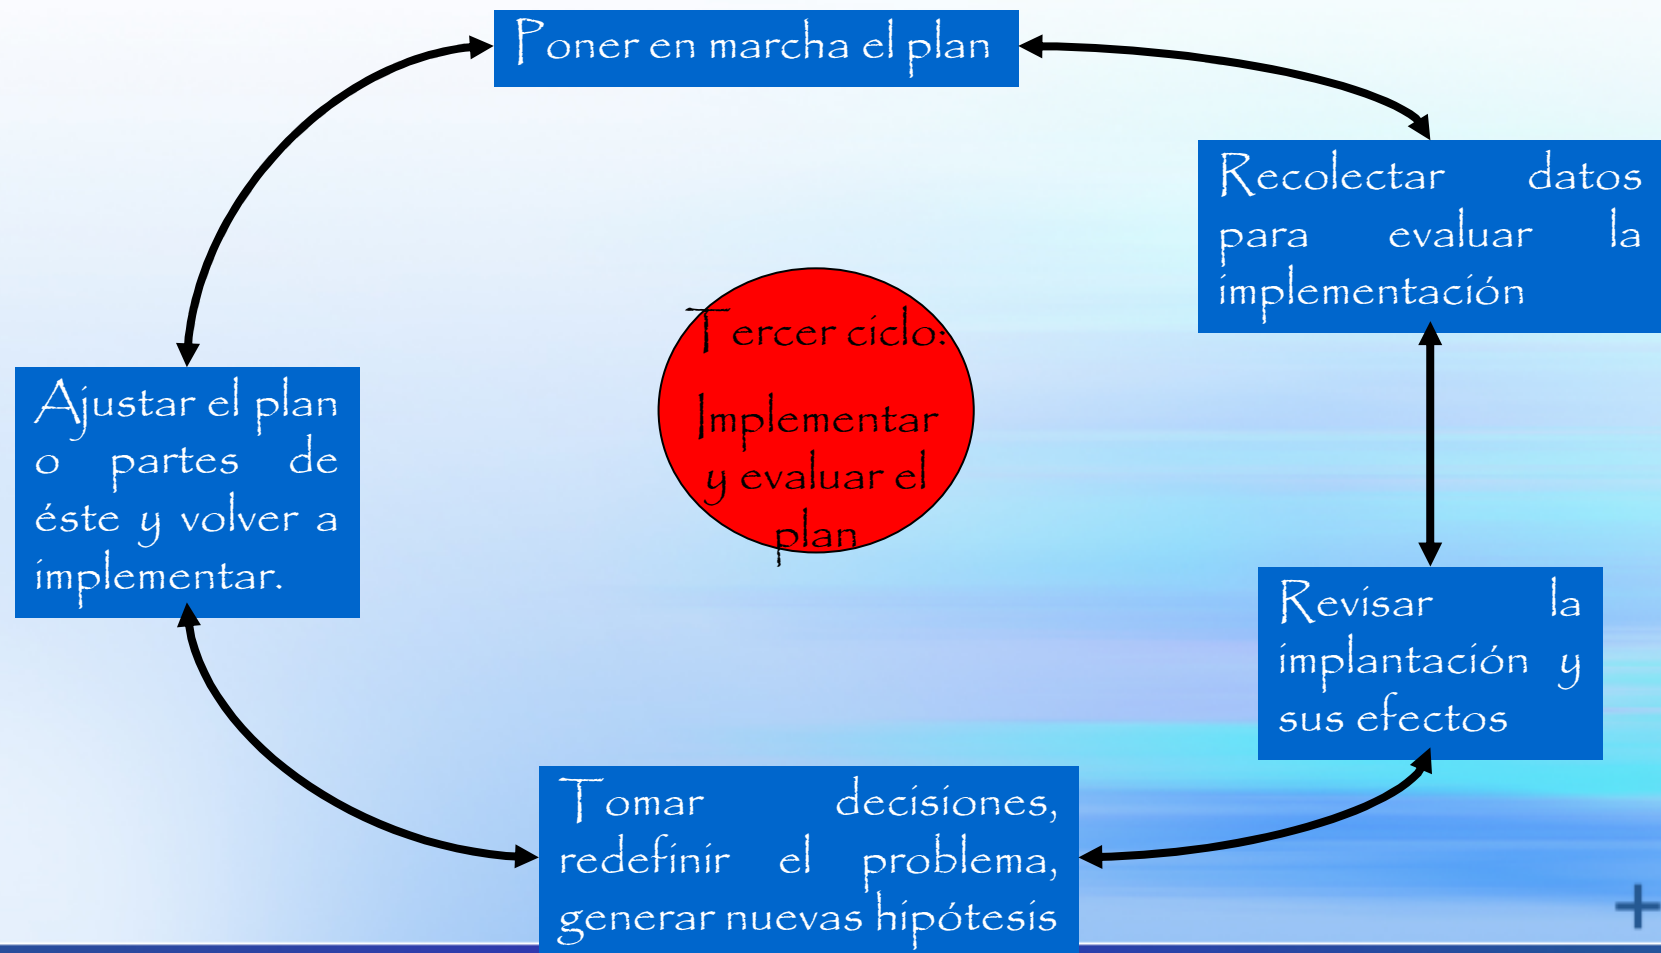 Poner en marcha el plan
Recolectar datos
para evaluar la
implementación
Tercer ciclo:
Implementar
y evaluar el
plan
Ajustar el plan
o partes de
éste y volver a
implementar.
Revisar la
implantación y
sus efectos
Tomar decisiones,
redefinir el problema,
generar nuevas hipótesis